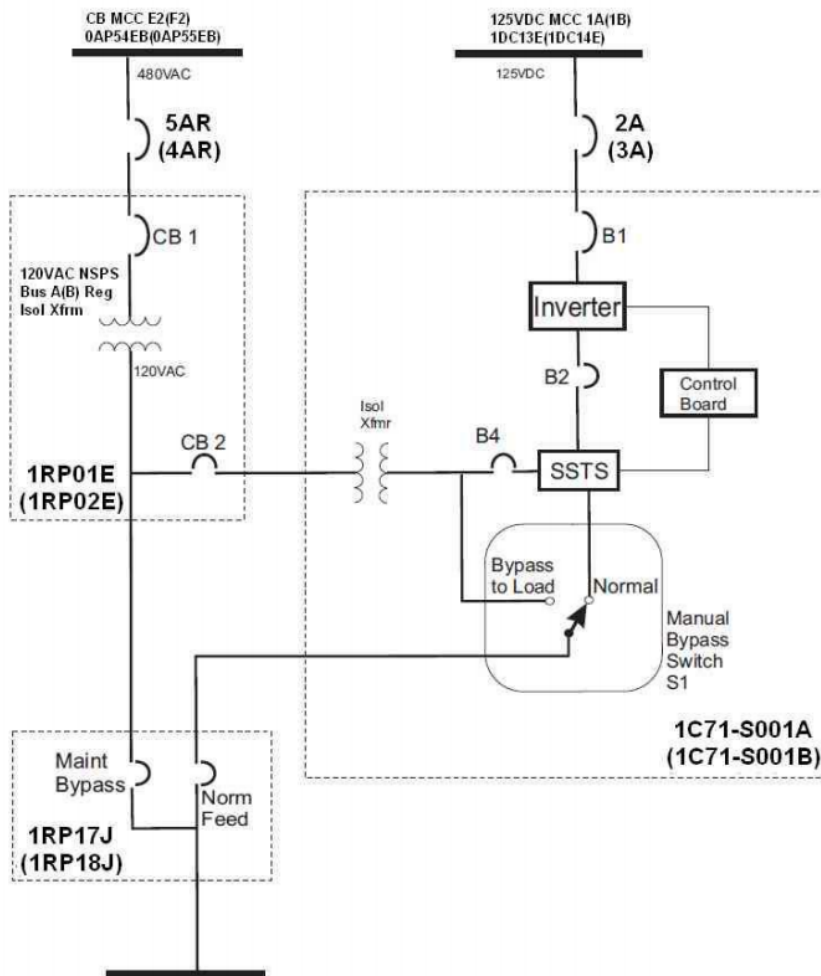 CB MCC E2(F2)
0AP54EB(0AP55EB)
480VAC
5AR
(4AR)
CB 1
120VAC NSPS
Bus A(B) Reg
Isol Xfrm
120VAC
CB 2
1RP01E
(1RP02E)
125VDC MCC 1A(1B)
1DC13E(1DC14E)
125VDC
2A
(3A)
B1
Inverter
B2
Control
Board
Isol
Xfmr
B4
SSTS
Bypass
to Load
Normal
Manual
Bypass
Switch
S1
1C71-S001A
(1C71-S001B)
Maint
Bypass
Norm
Feed
1RP17J
(1RP18J)